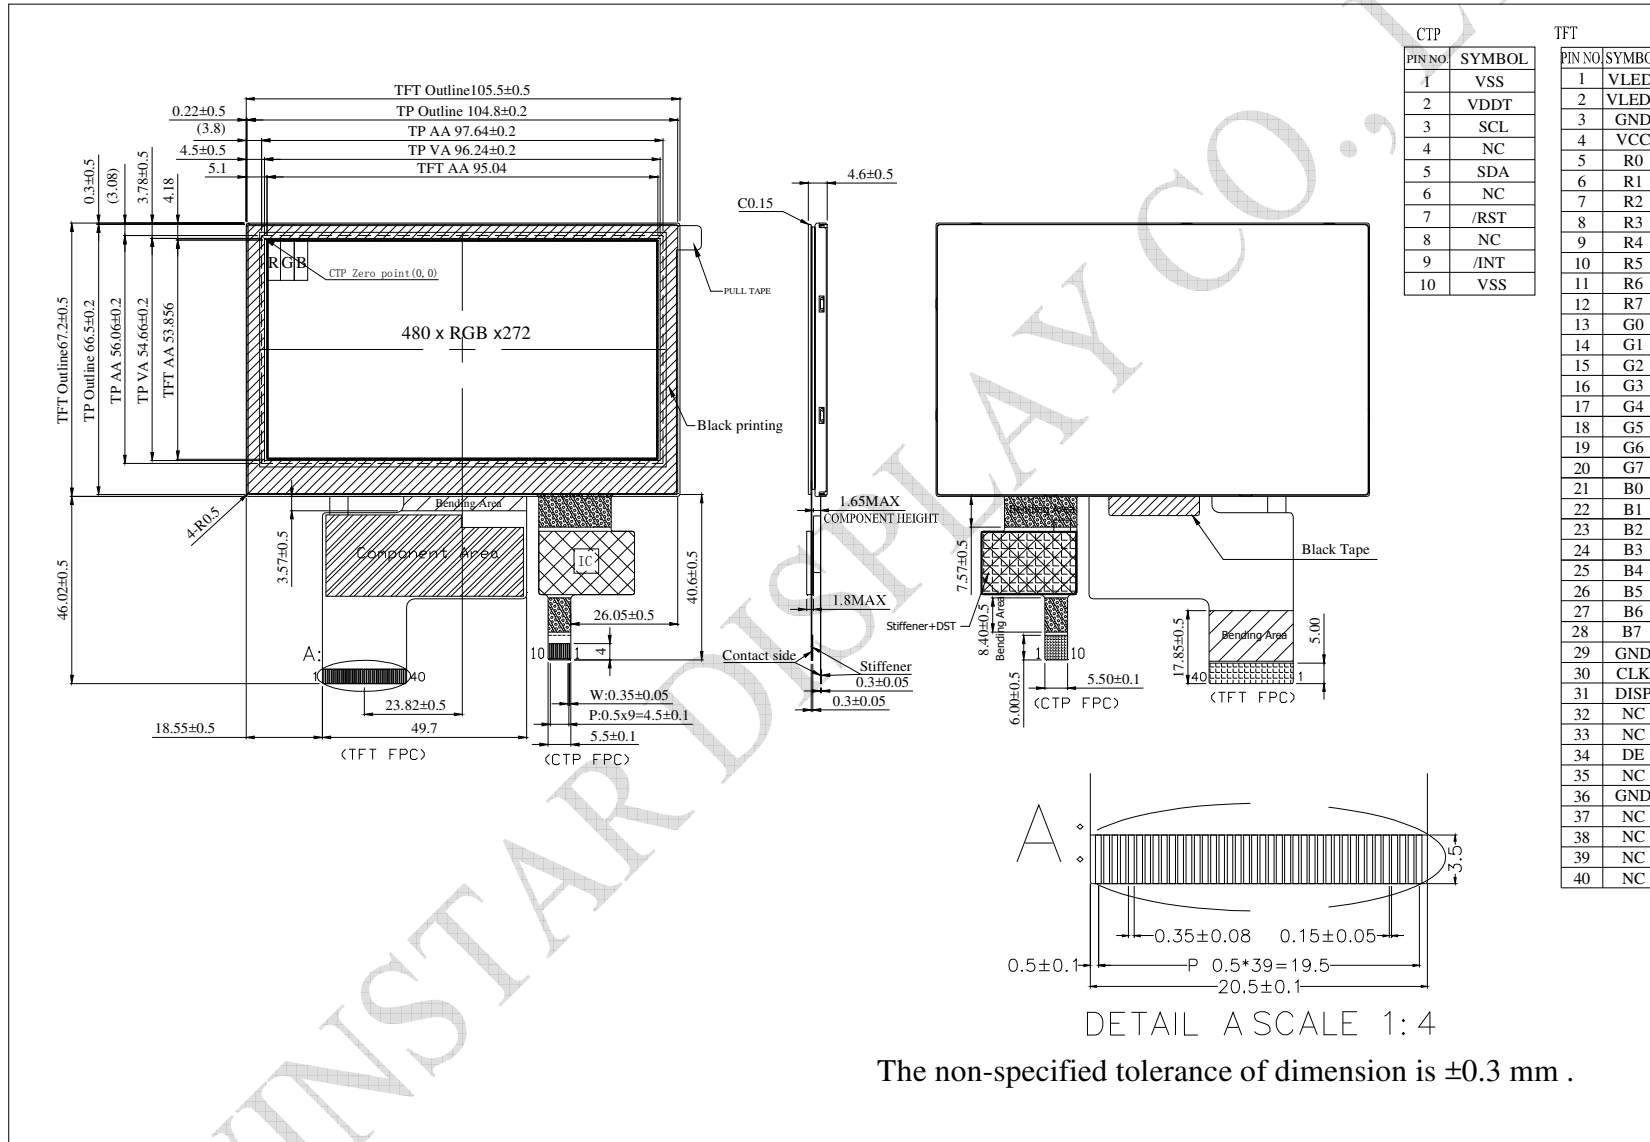 TFT Outline105.5±0.5
0.22±0.5
TP Outline 104.8±0.2
(3.8)
TP AA 97.64±0.2
4.5±0.5
TP VA 96.24±0.2
5.1
TFT AA 95.04
0.3±0.5
(3.08)
3.78±0.5
4.18
TFT Outline67.2±0.5
TP Outline 66.5±0.2
TP AA 56.06±0.2
TP VA 54.66±0.2
TFT AA 53.856
RGB
CTP Zero point(0,0)
480 x RGB x272
PULL TAPE
Black printing
4-R0.5
46.02±0.5
3.57±0.5
Bending Area
Component Area
IC
40.6±0.5
26.05±0.5
4
10 1
A:
1 40
23.82±0.5
18.55±0.5
49.7
(TFT FPC)
W:0.35±0.05
P:0.5x9=4.5±0.1
5.5±0.1
(CTP FPC)
4.6±0.5
C0.15
1.65MAX
COMPONENT HEIGHT
1.8MAX
Contact side
Stiffener
0.3±0.05
0.3±0.05
7.57±0.5
Stiffener+DST
8.40±0.5
Bending Area
6.00±0.5
1 10
5.50±0.1
(CTP FPC)
Black Tape
17.85±0.5
Bending Area
5.00
40 1
(TFT FPC)
CTP
PIN NO. SYMBOL
1 VSS
2 VDDT
3 SCL
4 NC
5 SDA
6 NC
7 /RST
8 NC
9 /INT
10 VSS
TFT
PIN NO. SYMBO
1 VLED
2 VLED
3 GND
4 VCC
5 R0
6 R1
7 R2
8 R3
9 R4
10 R5
11 R6
12 R7
13 G0
14 G1
15 G2
16 G3
17 G4
18 G5
19 G6
20 G7
21 B0
22 B1
23 B2
24 B3
25 B4
26 B5
27 B6
28 B7
29 GND
30 CLK
31 DISP
32 NC
33 NC
34 DE
35 NC
36 GND
37 NC
38 NC
39 NC
40 NC
A
3.5
0.35±0.08 0.15±0.05
0.5±0.1
P 0.5*39=19.5
20.5±0.1
DETAIL A SCALE 1:4
The non-specified tolerance of dimension is ±0.3 mm .
WINSTAR DISPLAY CO., L